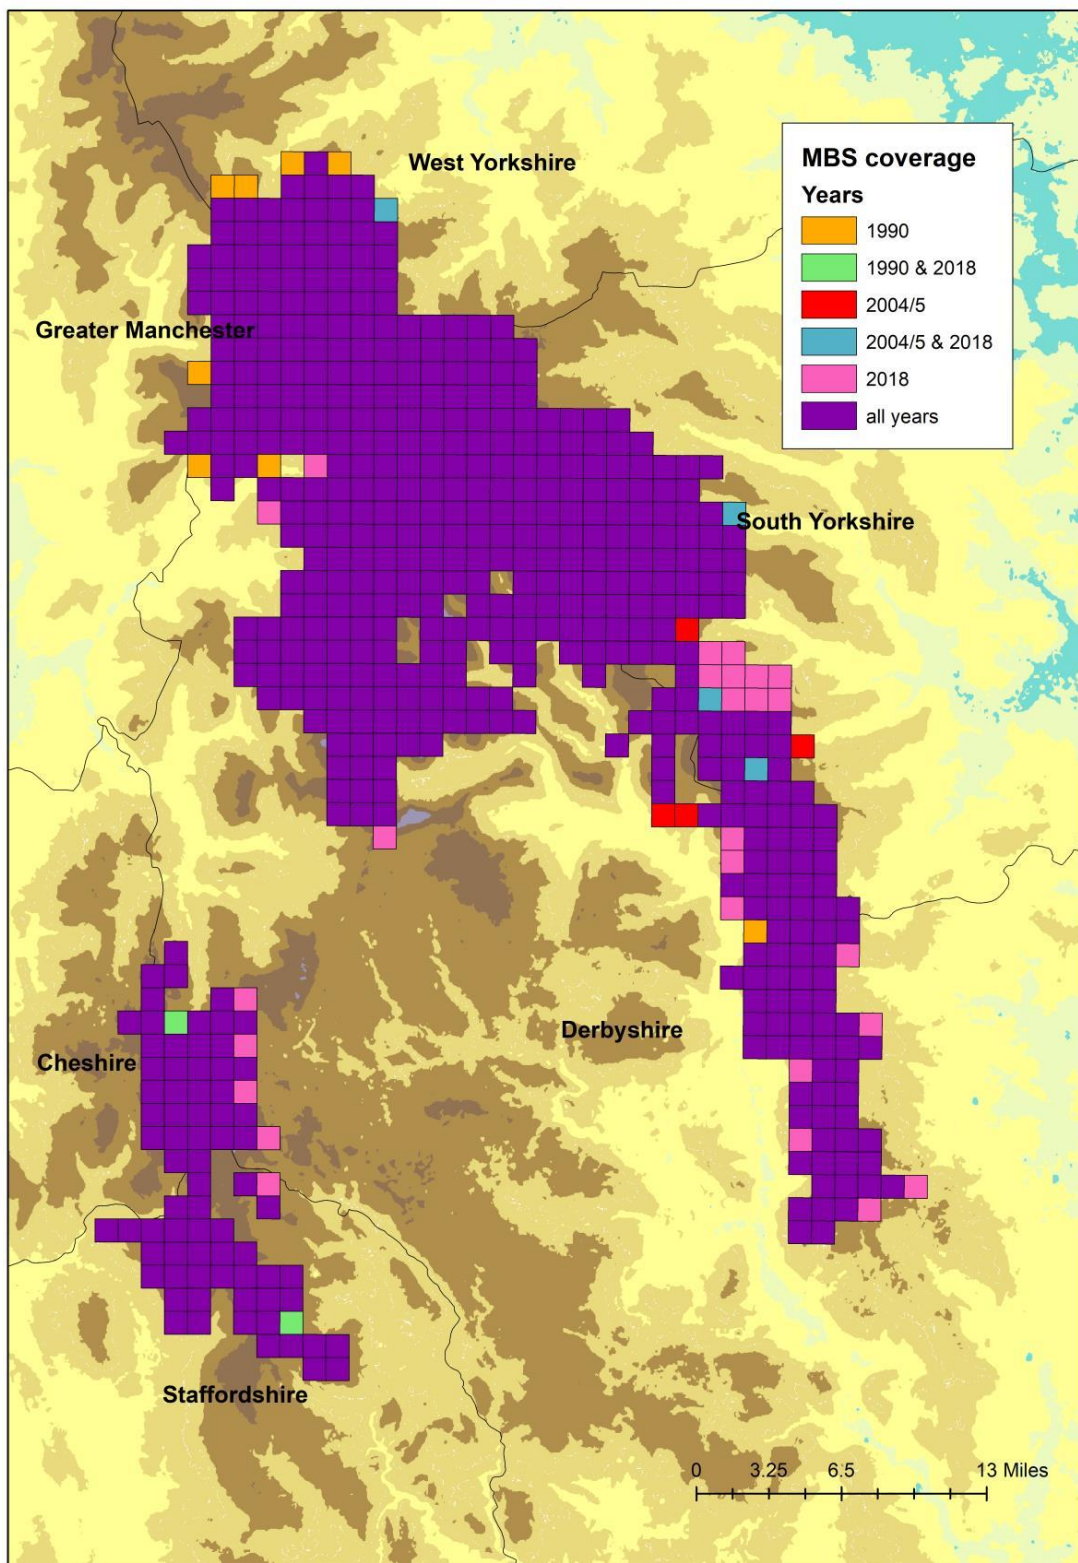 West Yorkshire
MBS coverage
Years
1990
1990 & 2018
2004/5
2004/5 & 2018
2018
all years
Greater Manchester
South Yorkshire
Derbyshire
Cheshire
Staffordshire
0 3.25 6.5 13 Miles